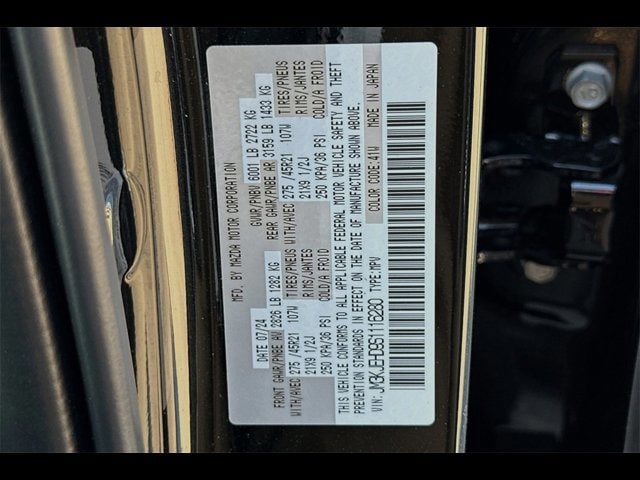 MFD. BY MAZDA MOTOR CORPORATION
DATE 07/24 GVWR/PNBV 6001 LB 2722 KG
FRONT GAWR/PNBE AV 2826 LB 1282 KG REAR GAWR/PNBE AR 3159 LB 1433 KG
WITH/AVEC 275 /45R21 107W TIRES/PNEUS WITH/AVEC 275 /45R21 107W TIRES/PNEUS
21X9 1/2J RIMS/JANTES 21X9 1/2J RIMS/JANTES
250 KPA/36 PSI COLD/A FROID 250 KPA/36 PSI COLD/A FROID
THIS VEHICLE CONFORMS TO ALL APPLICABLE FEDERAL MOTOR VEHICLE SAFETY AND THEFT
PREVENTION STANDARDS IN EFFECT ON THE DATE OF MANUFACTURE SHOWN ABOVE.
VIN: JM3KJEHD9S1116280 TYPE:MPV COLOR CODE:41W MADE IN JAPAN